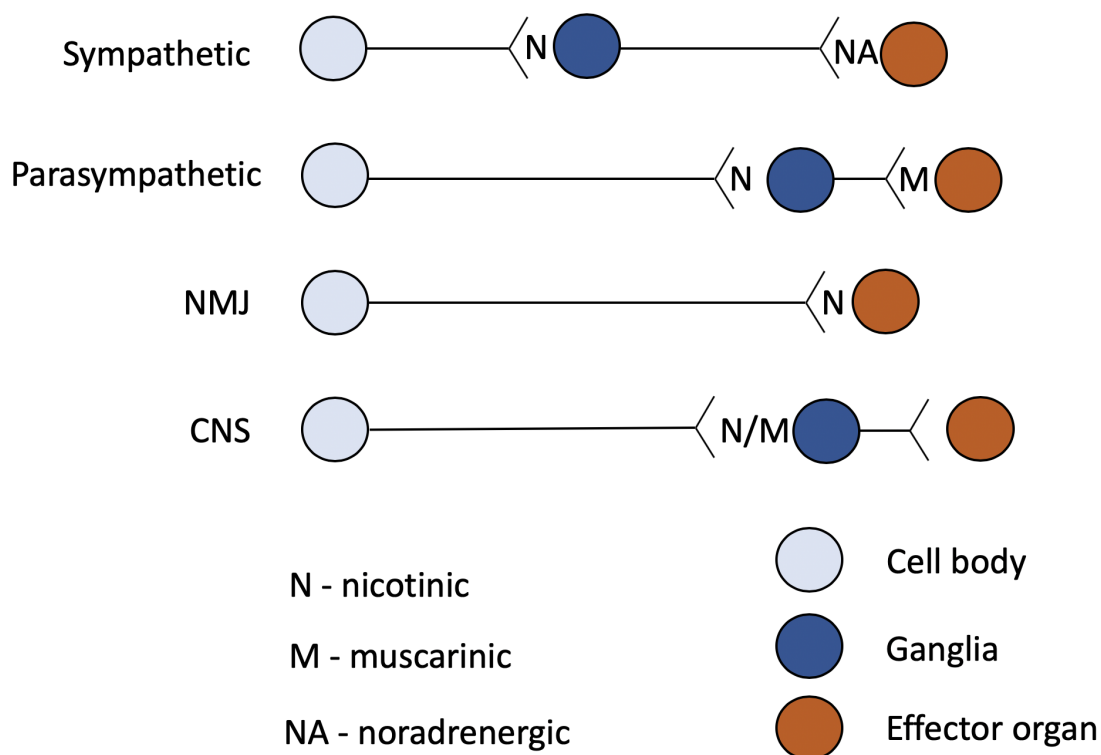 Sympathetic
N
NA
Parasympathetic
N
M
NMJ
N
CNS
N/M
N - nicotinic
M - muscarinic
NA - noradrenergic
Cell body
Ganglia
Effector organ